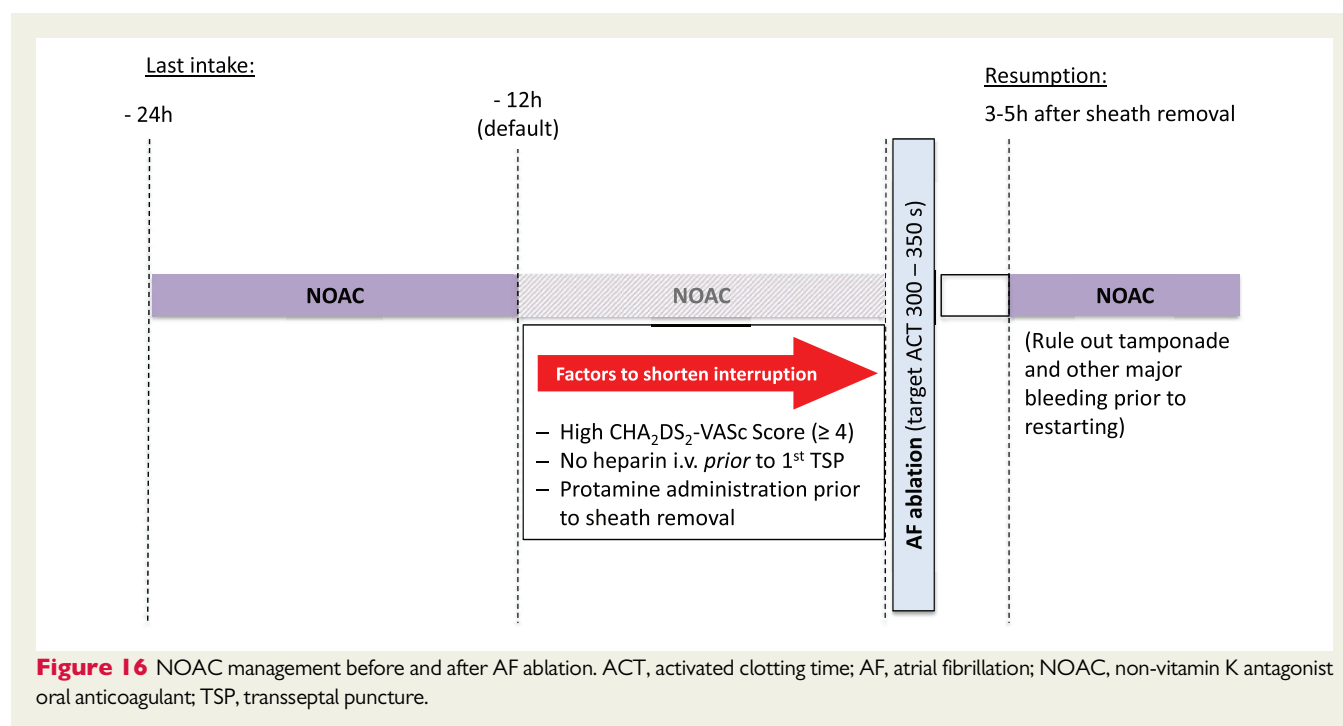 Last intake:
- 24h
- 12h
(default)
Resumption:
3-5h after sheath removal
NOAC
NOAC
AF ablation (target ACT 300 – 350 s)
NOAC
Factors to shorten interruption
– High CHA₂DS₂-VASc Score (≥ 4)
– No heparin i.v. prior to 1ˢᵗ TSP
– Protamine administration prior
to sheath removal
(Rule out tamponade
and other major
bleeding prior to
restarting)
Figure 16 NOAC management before and after AF ablation. ACT, activated clotting time; AF, atrial fibrillation; NOAC, non-vitamin K antagonist
oral anticoagulant; TSP, transseptal puncture.